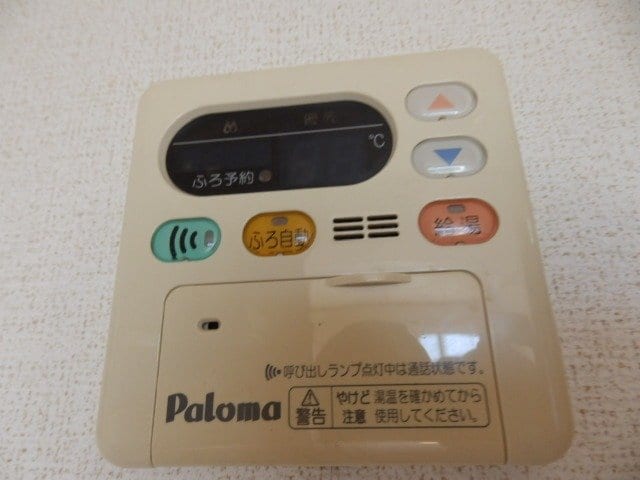 優先
℃
ふろ予約
ふろ自動
給湯
呼び出しランプ点灯中は通話状態です。
Paloma
警告
やけど注意
湯温を確かめてから
使用してください。